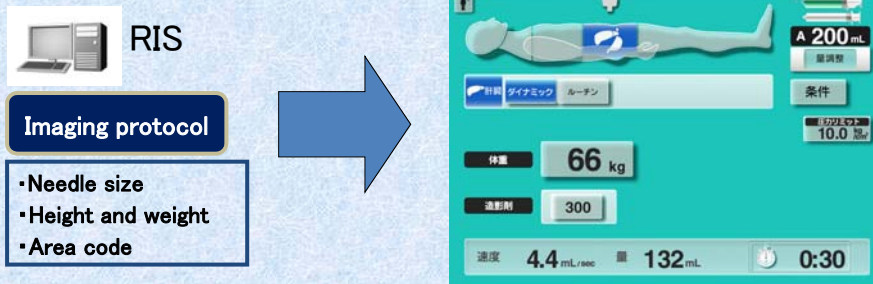 RIS
Imaging protocol
・Needle size
・Height and weight
・Area code
A 200 mL
量調整
肝臓 ダイナミック ルーチン
条件
圧力リミット
10.0 kg/cm²
体重
66 kg
造影剤
300
速度 4.4 mL/sec 量 132 mL 0:30